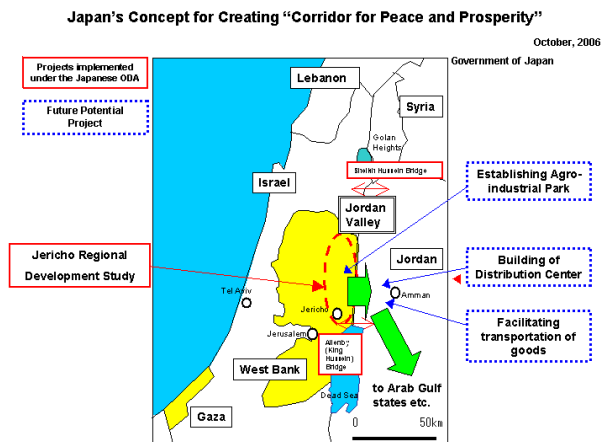 Japan's Concept for Creating "Corridor for Peace and Prosperity"
October, 2006
Government of Japan
Projects implemented
under the Japanese ODA
Future Potential
Project
Lebanon
Syria
Golan
Heights
Sheikh Hussein Bridge
Israel
Jordan
Valley
Establishing Agro-
industrial Park
Jericho Regional
Development Study
Jordan
Building of
Distribution Center
Tel Aviv
Amman
Jericho
Jerusalem
Facilitating
transportation of
goods
Allenby
(King
Hussein)
Bridge
West Bank
Dead Sea
to Arab Gulf
states etc.
Gaza
0
50km